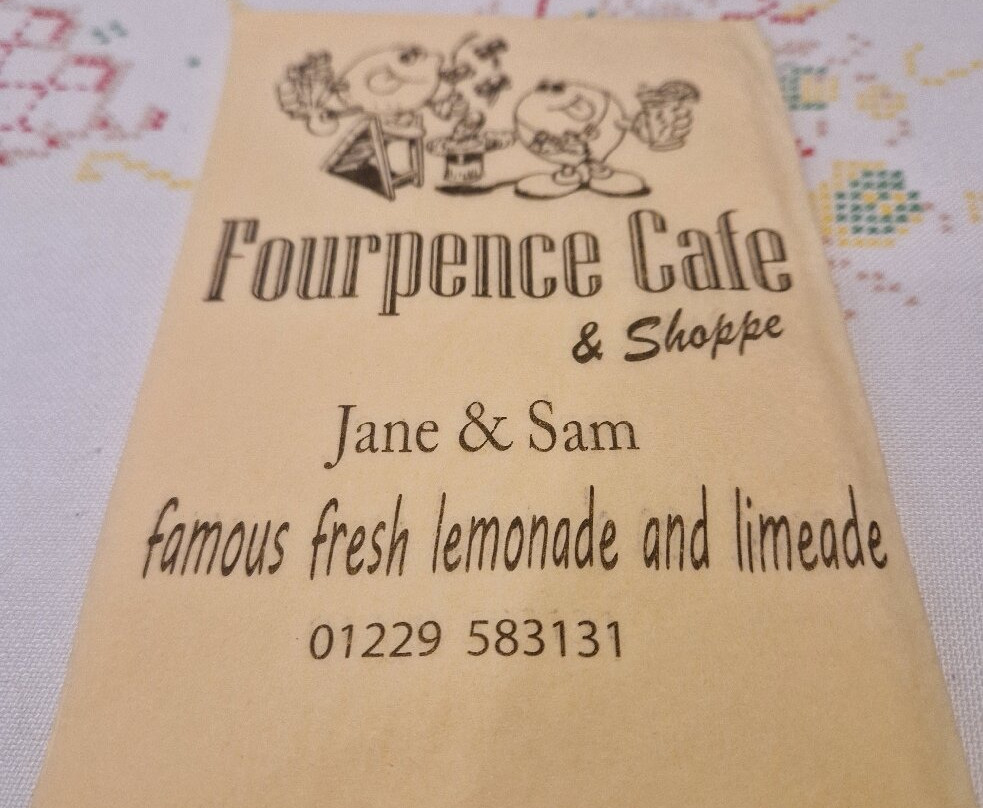 Fourpence Cafe
& Shoppe
Jane & Sam
famous fresh lemonade and limeade
01229 583131